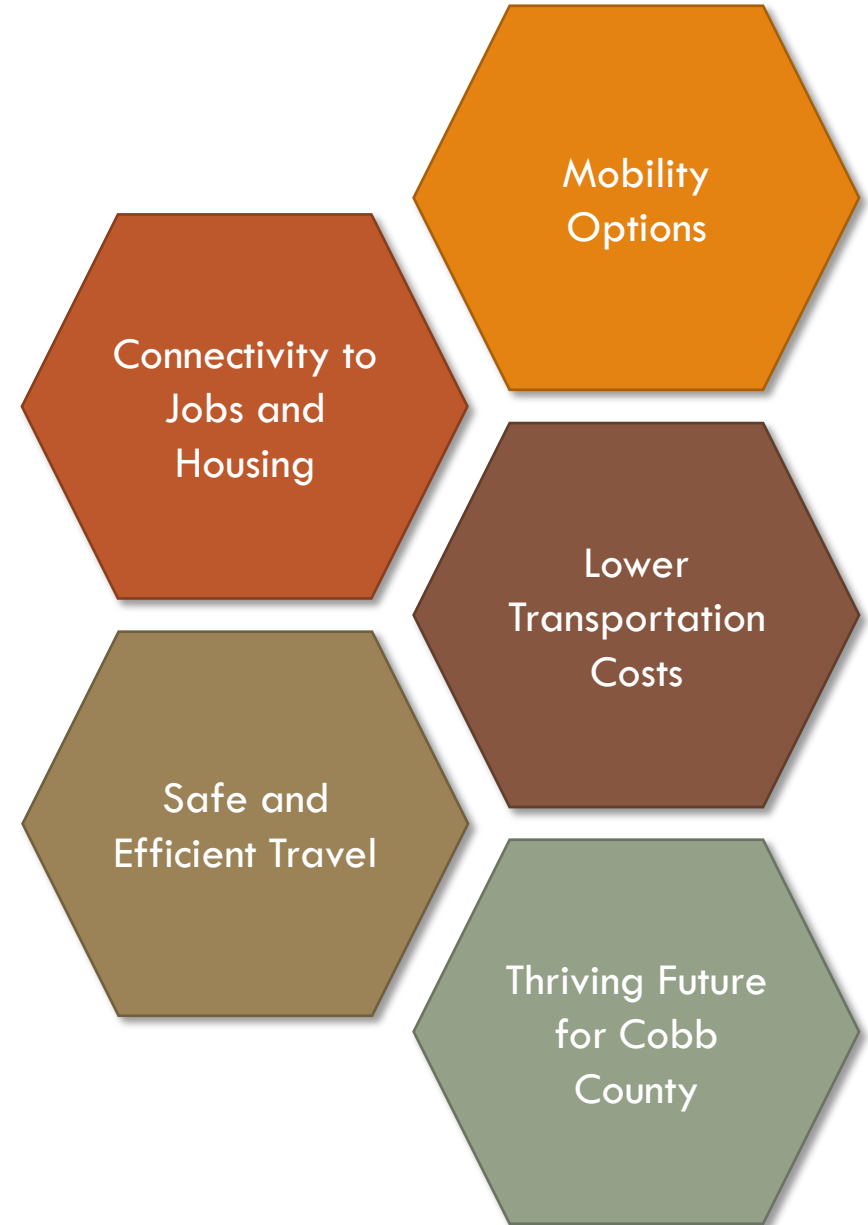 Mobility
Options
Connectivity to
Jobs and
Housing
Lower
Transportation
Costs
Safe and
Efficient Travel
Thriving Future
for Cobb
County